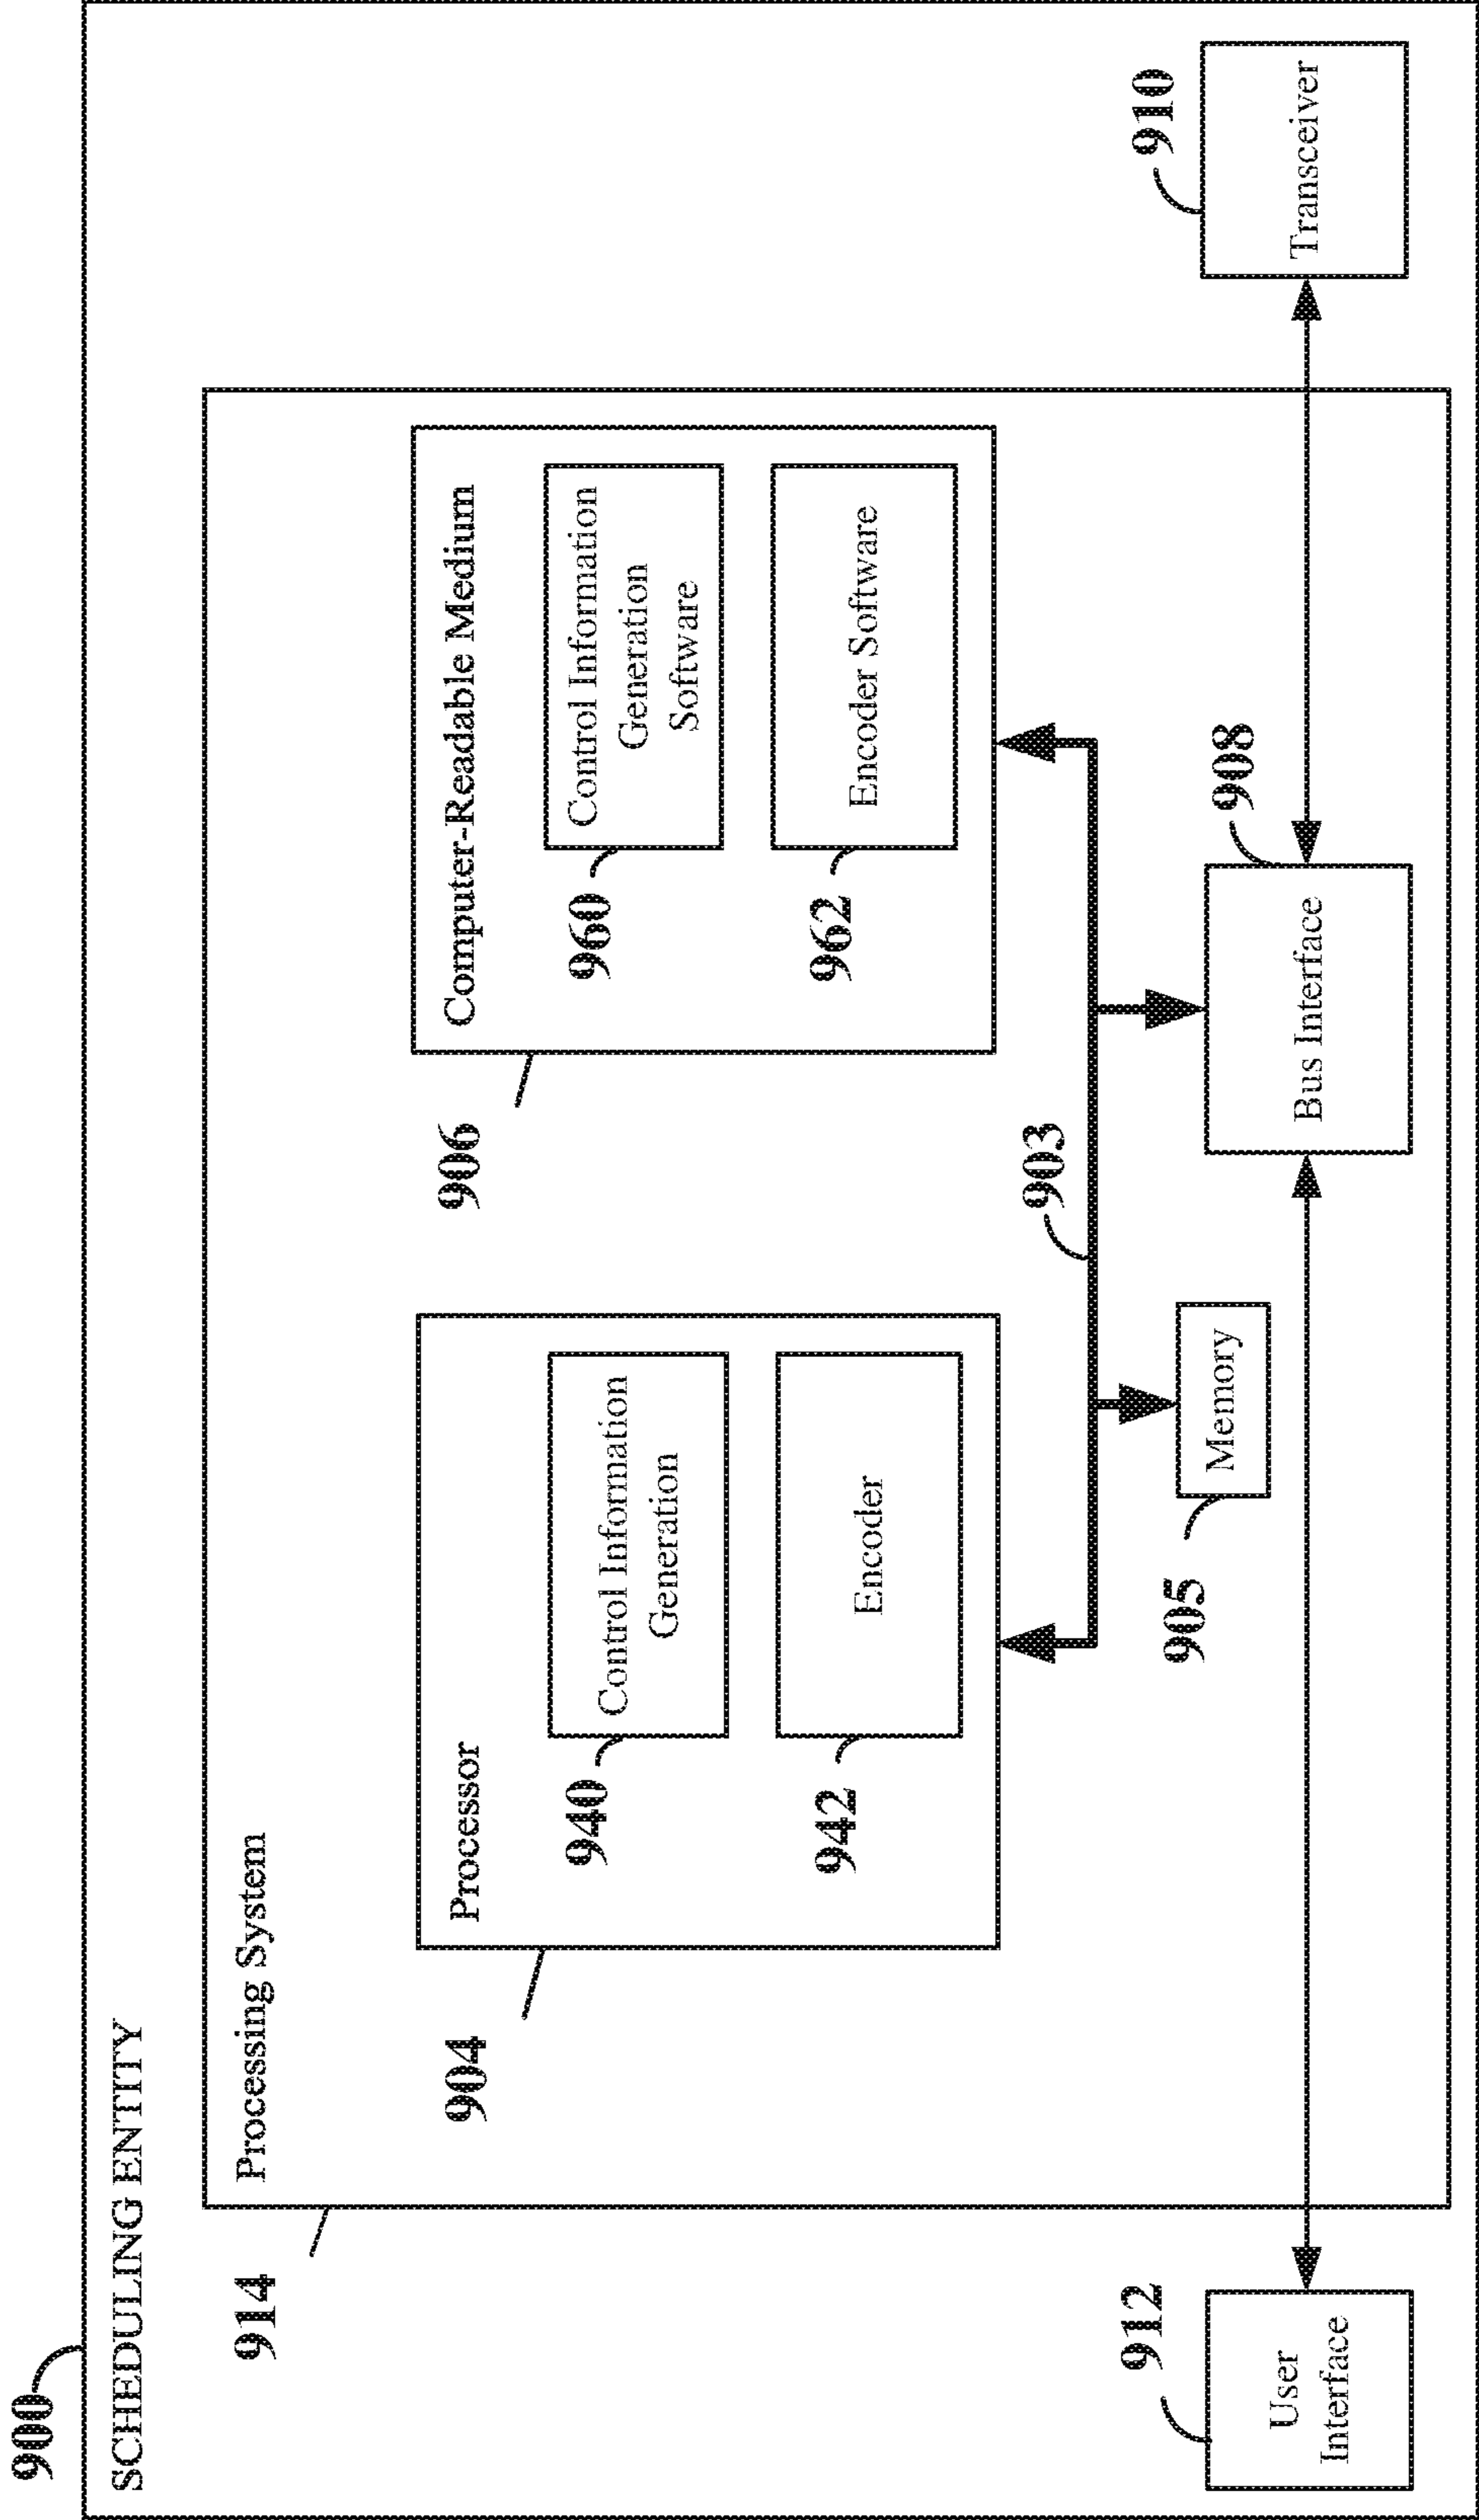 900
SCHEDULING ENTITY
914
Processing System
904
Processor
940
Control Information
Generation
942
Encoder
906
Computer-Readable Medium
960
Control Information
Generation
Software
962
Encoder Software
903
905
Memory
908
Bus Interface
912
User
Interface
910
Transceiver